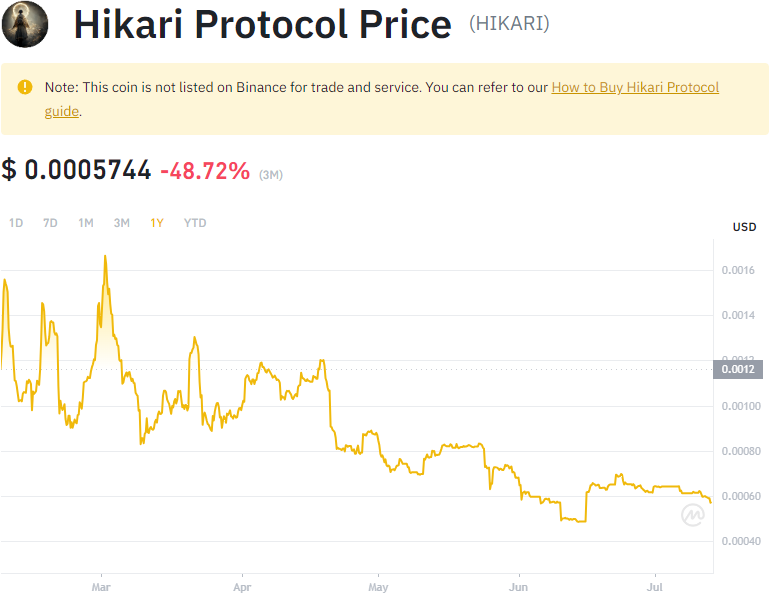 Hikari Protocol Price (HIKARI)
Note: This coin is not listed on Binance for trade and service. You can refer to our How to Buy Hikari Protocol
guide.
$ 0.0005744 -48.72% (3M)
1D 7D 1M 3M 1Y YTD
USD
0.0016
0.0014
0.0012
0.0012
0.00100
0.00080
0.00060
0.00040
Mar Apr May Jun Jul